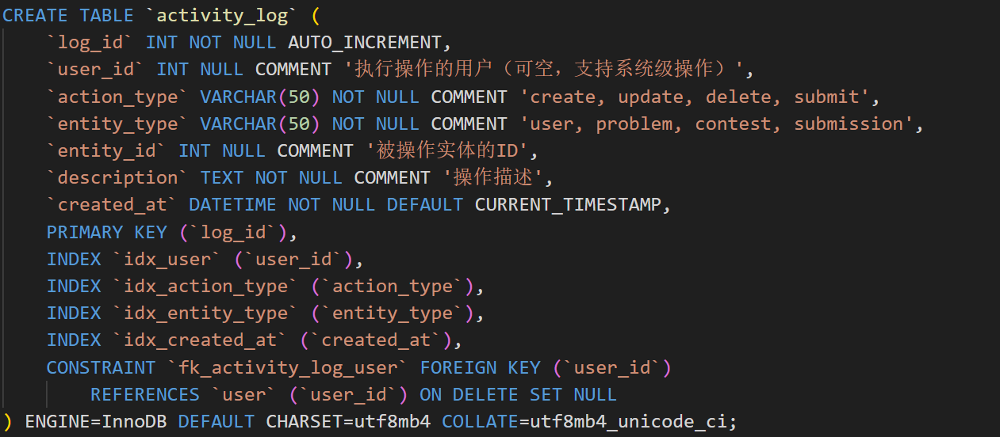 CREATE TABLE `activity_log` (
`log_id` INT NOT NULL AUTO_INCREMENT,
`user_id` INT NULL COMMENT '执行操作的用户（可空，支持系统级操作）',
`action_type` VARCHAR(50) NOT NULL COMMENT 'create, update, delete, submit',
`entity_type` VARCHAR(50) NOT NULL COMMENT 'user, problem, contest, submission',
`entity_id` INT NULL COMMENT '被操作实体的ID',
`description` TEXT NOT NULL COMMENT '操作描述',
`created_at` DATETIME NOT NULL DEFAULT CURRENT_TIMESTAMP,
PRIMARY KEY (`log_id`),
INDEX `idx_user` (`user_id`),
INDEX `idx_action_type` (`action_type`),
INDEX `idx_entity_type` (`entity_type`),
INDEX `idx_created_at` (`created_at`),
CONSTRAINT `fk_activity_log_user` FOREIGN KEY (`user_id`)
REFERENCES `user` (`user_id`) ON DELETE SET NULL
) ENGINE=InnoDB DEFAULT CHARSET=utf8mb4 COLLATE=utf8mb4_unicode_ci;